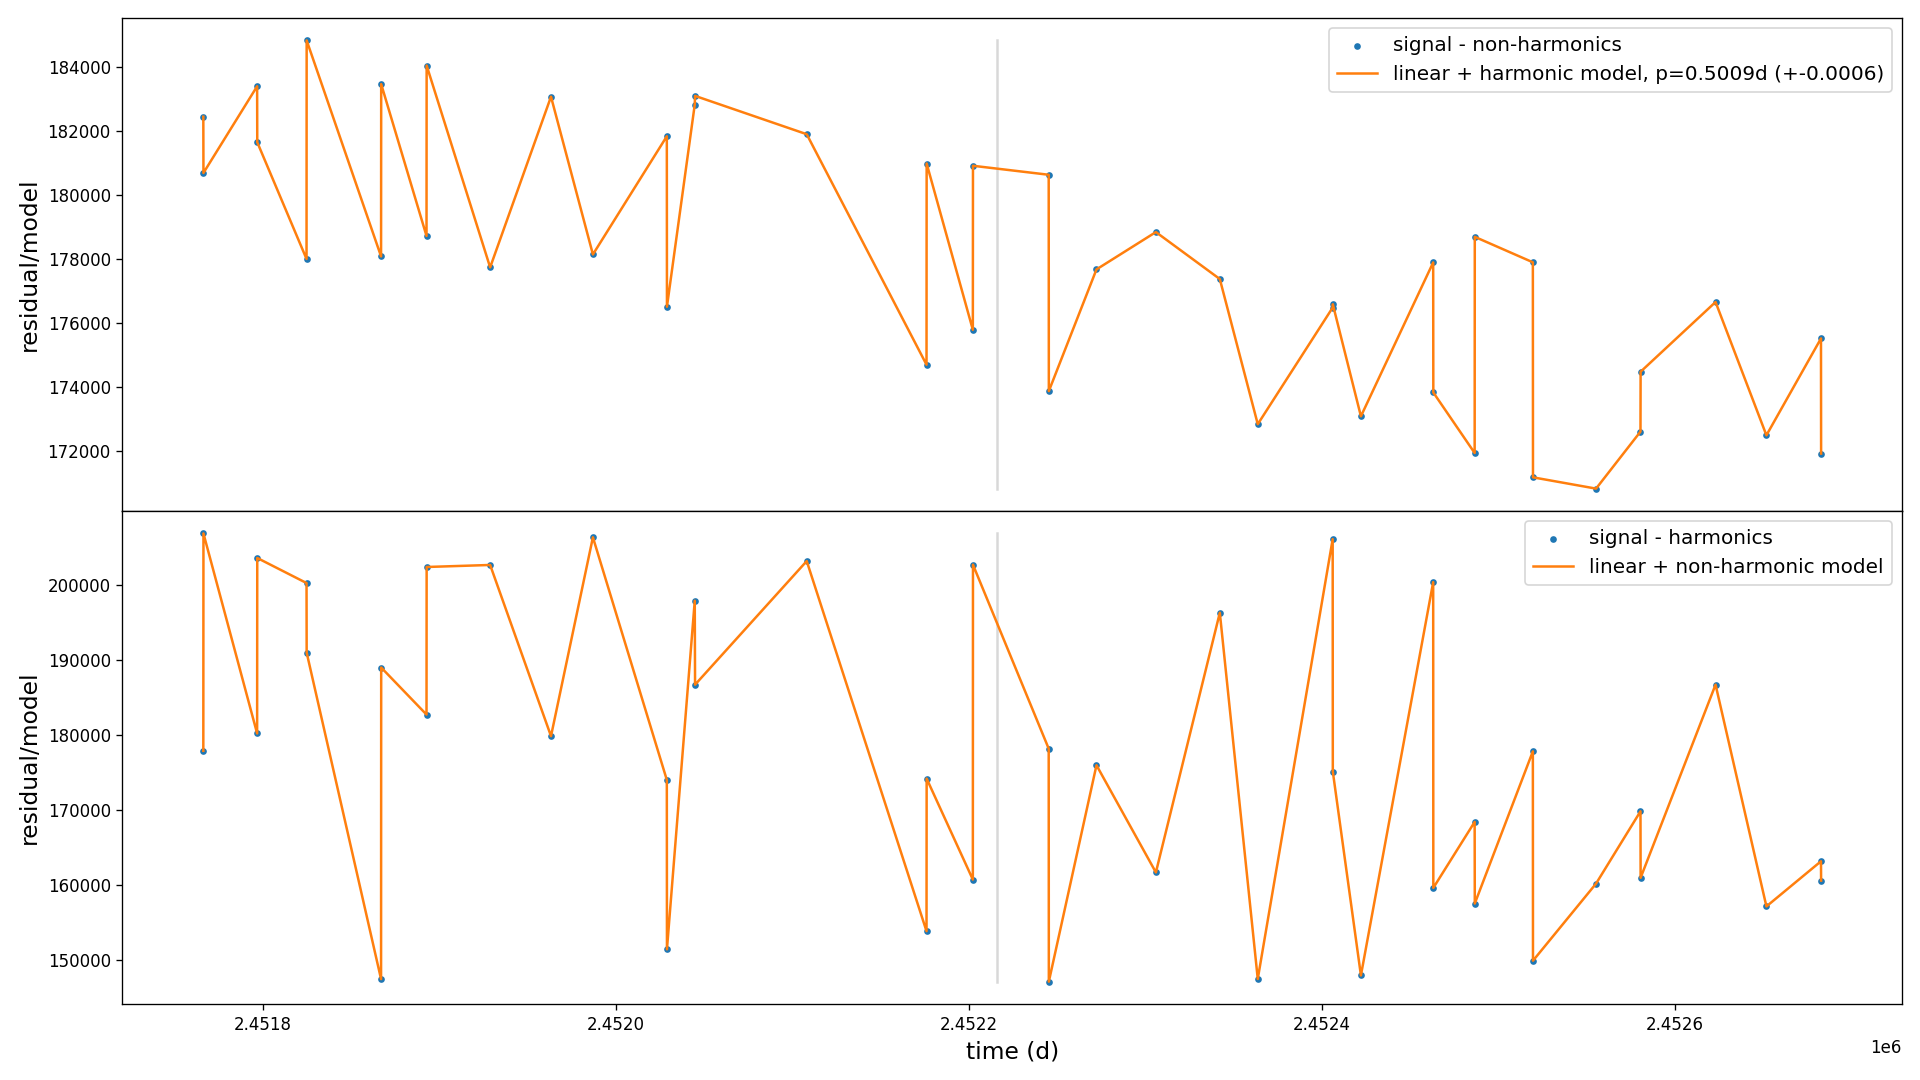 signal - non-harmonics
linear + harmonic model, p=0.5009d (+-0.0006)
184000
182000
180000
178000
176000
174000
172000
residual/model
signal - harmonics
linear + non-harmonic model
200000
190000
180000
170000
160000
150000
residual/model
2.4518 2.4520 2.4522 2.4524 2.4526
time (d)
1e6